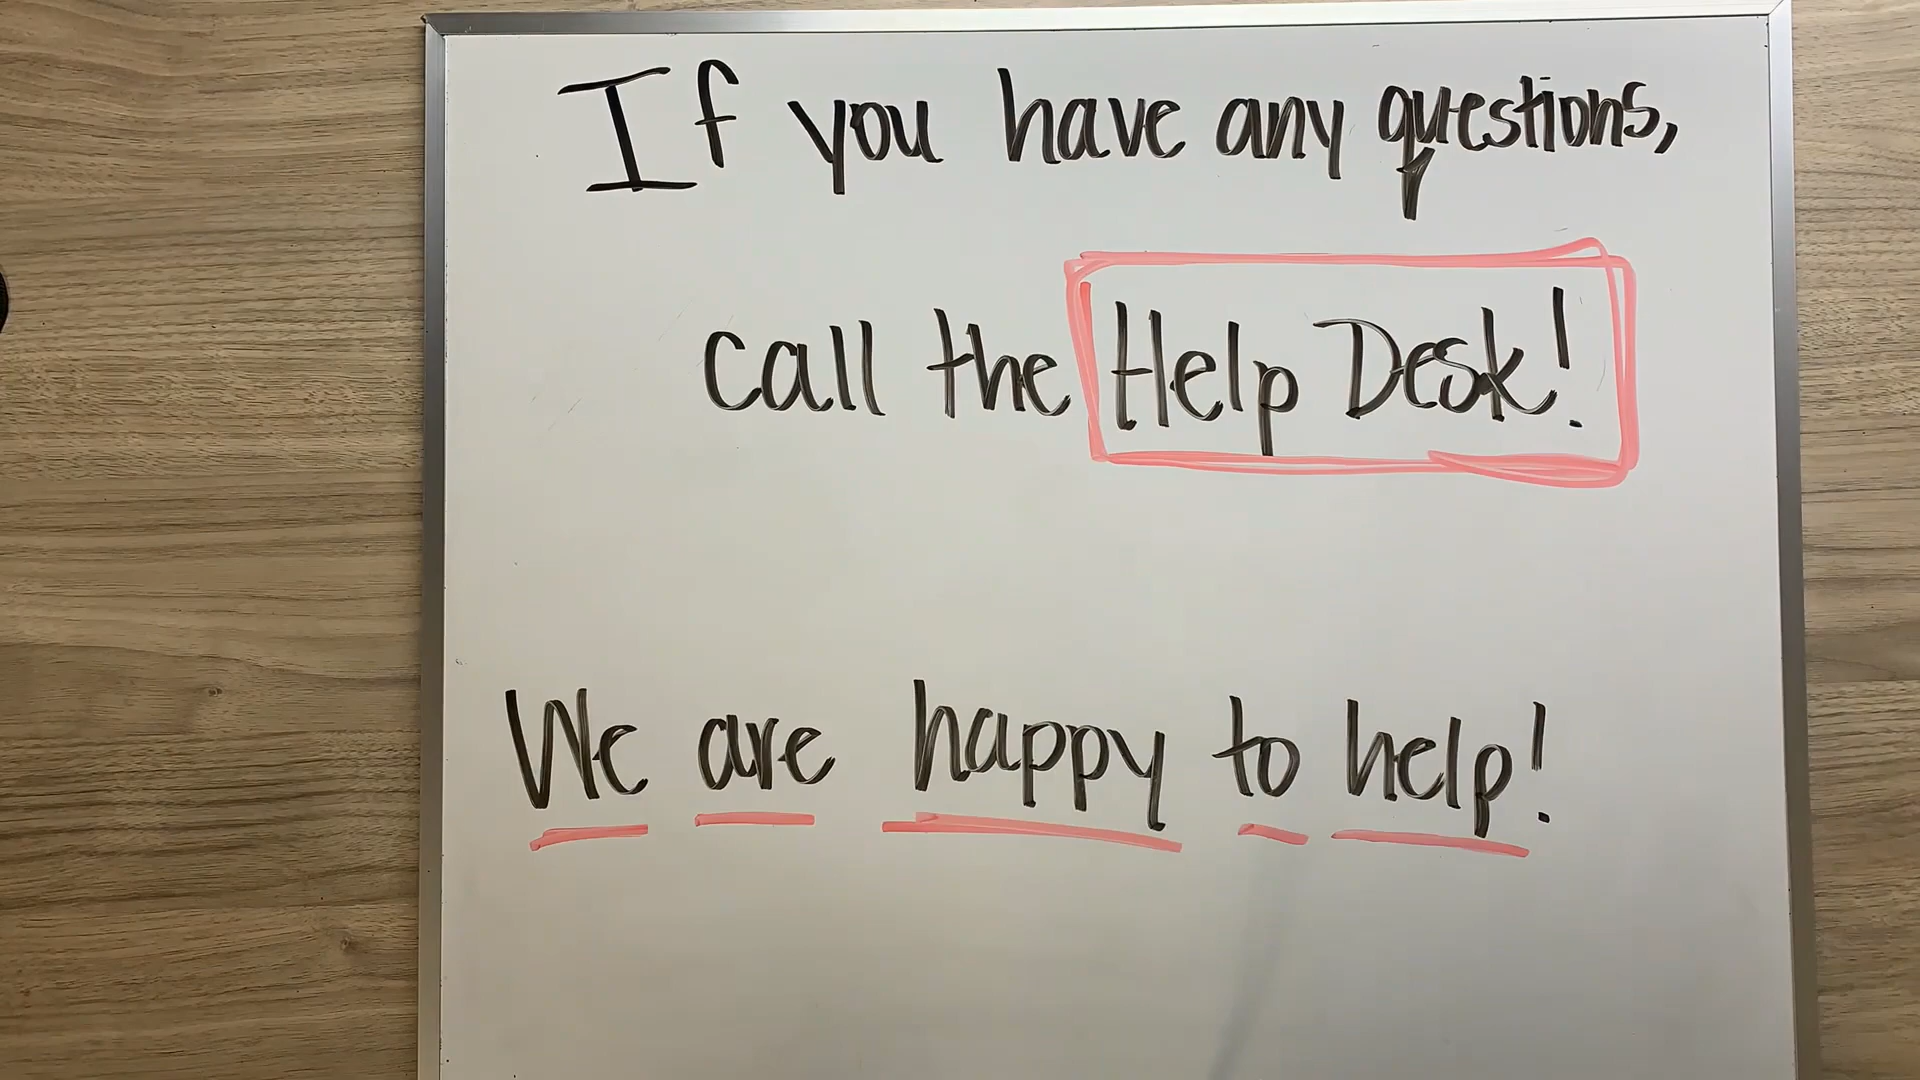 If you have any questions,
call the Help Desk!
We are happy to help!